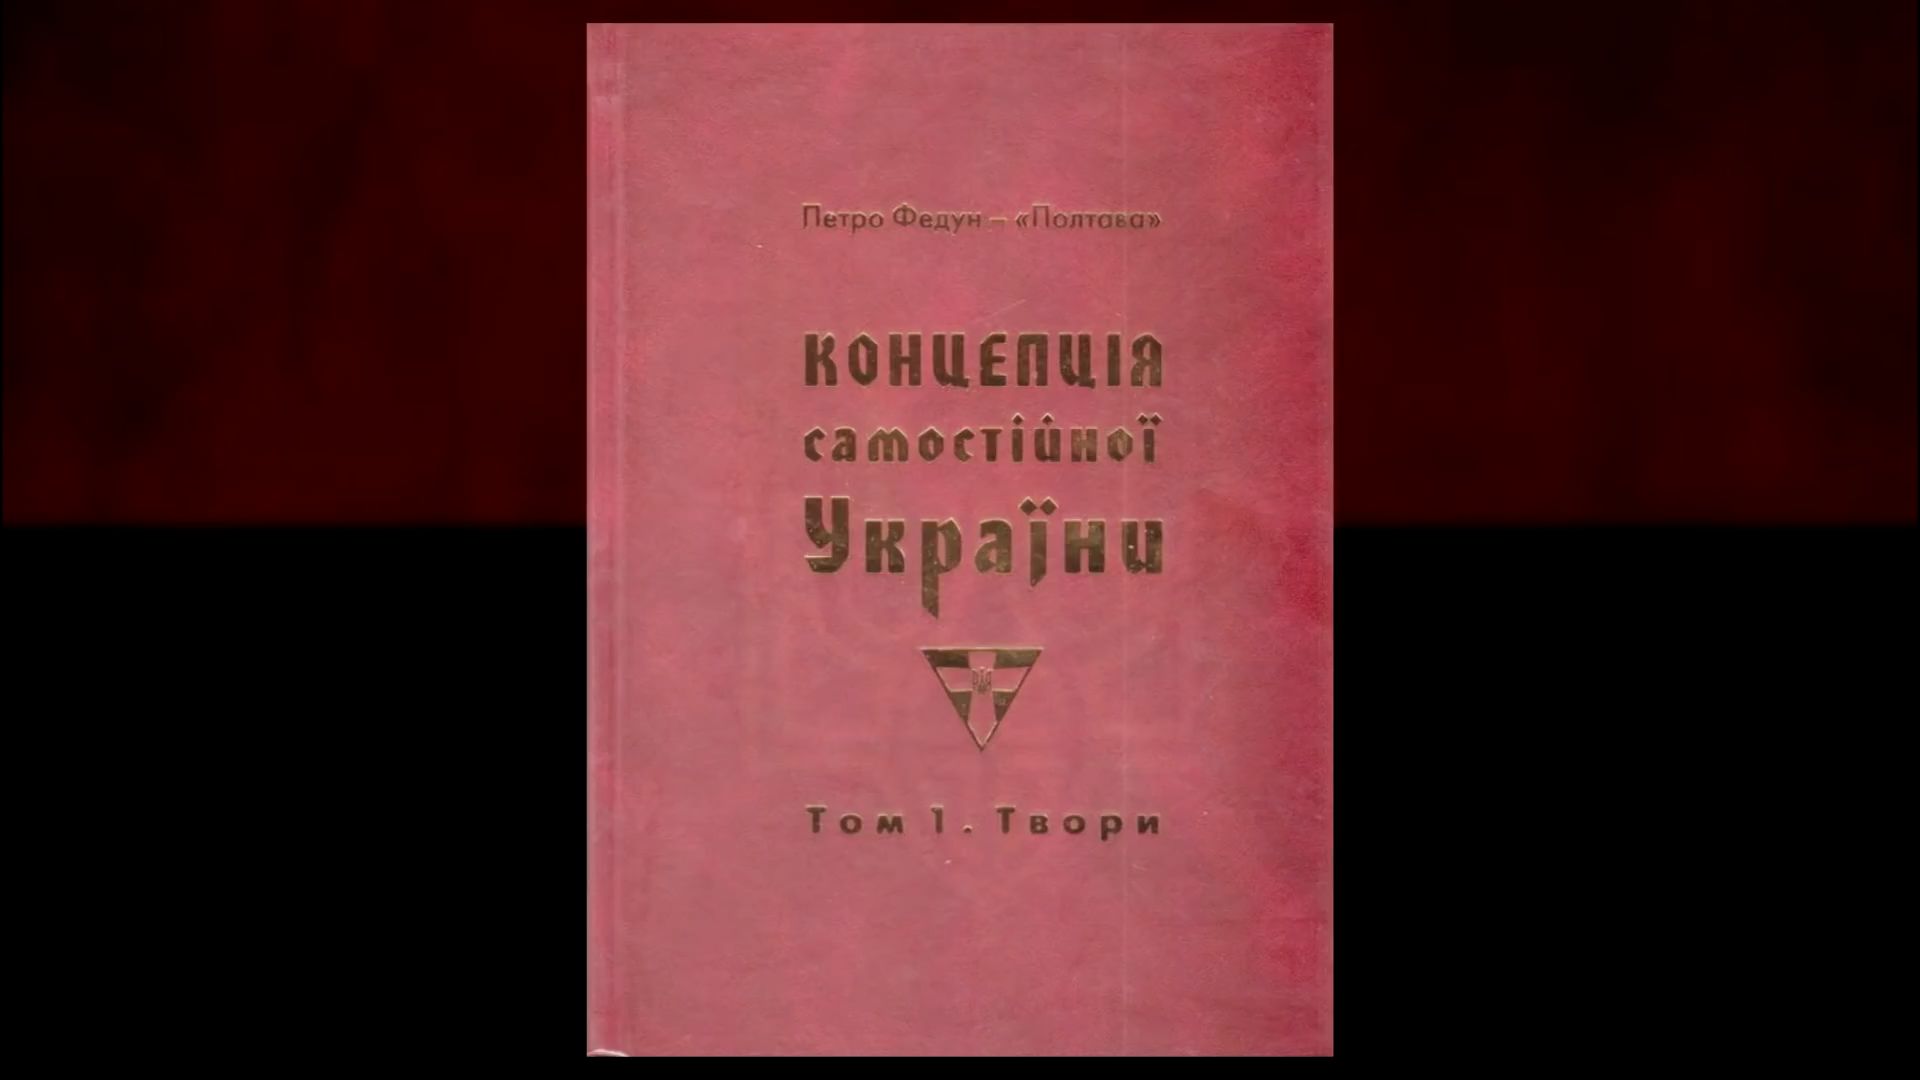 Петро Федун – «Полтава»
КОНЦЕПЦІЯ
самостійної
України
Том 1. Твори